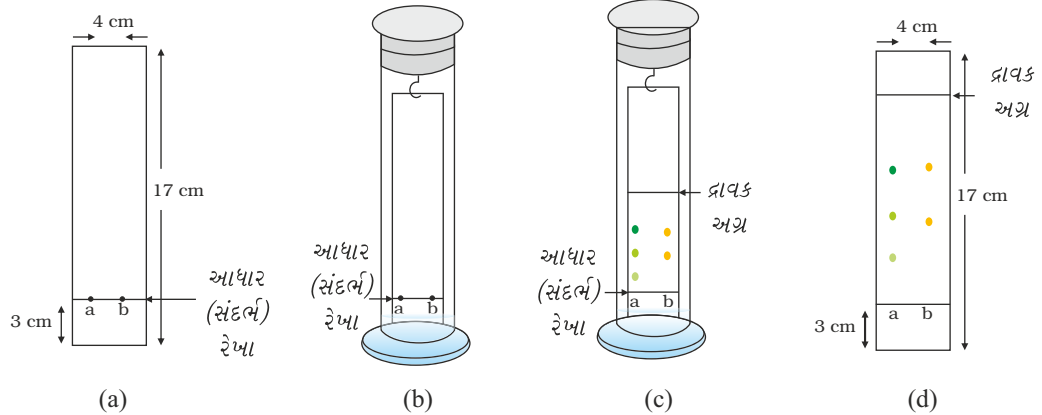 4 cm
17 cm
a b
3 cm
આધાર
(સંદર્ભ)
રેખા
(a)
આધાર
(સંદર્ભ)
રેખા
a b
(b)
દ્રાવક
અગ્ર
આધાર
(સંદર્ભ)
રેખા
a b
(c)
4 cm
દ્રાવક
અગ્ર
17 cm
a b
3 cm
(d)